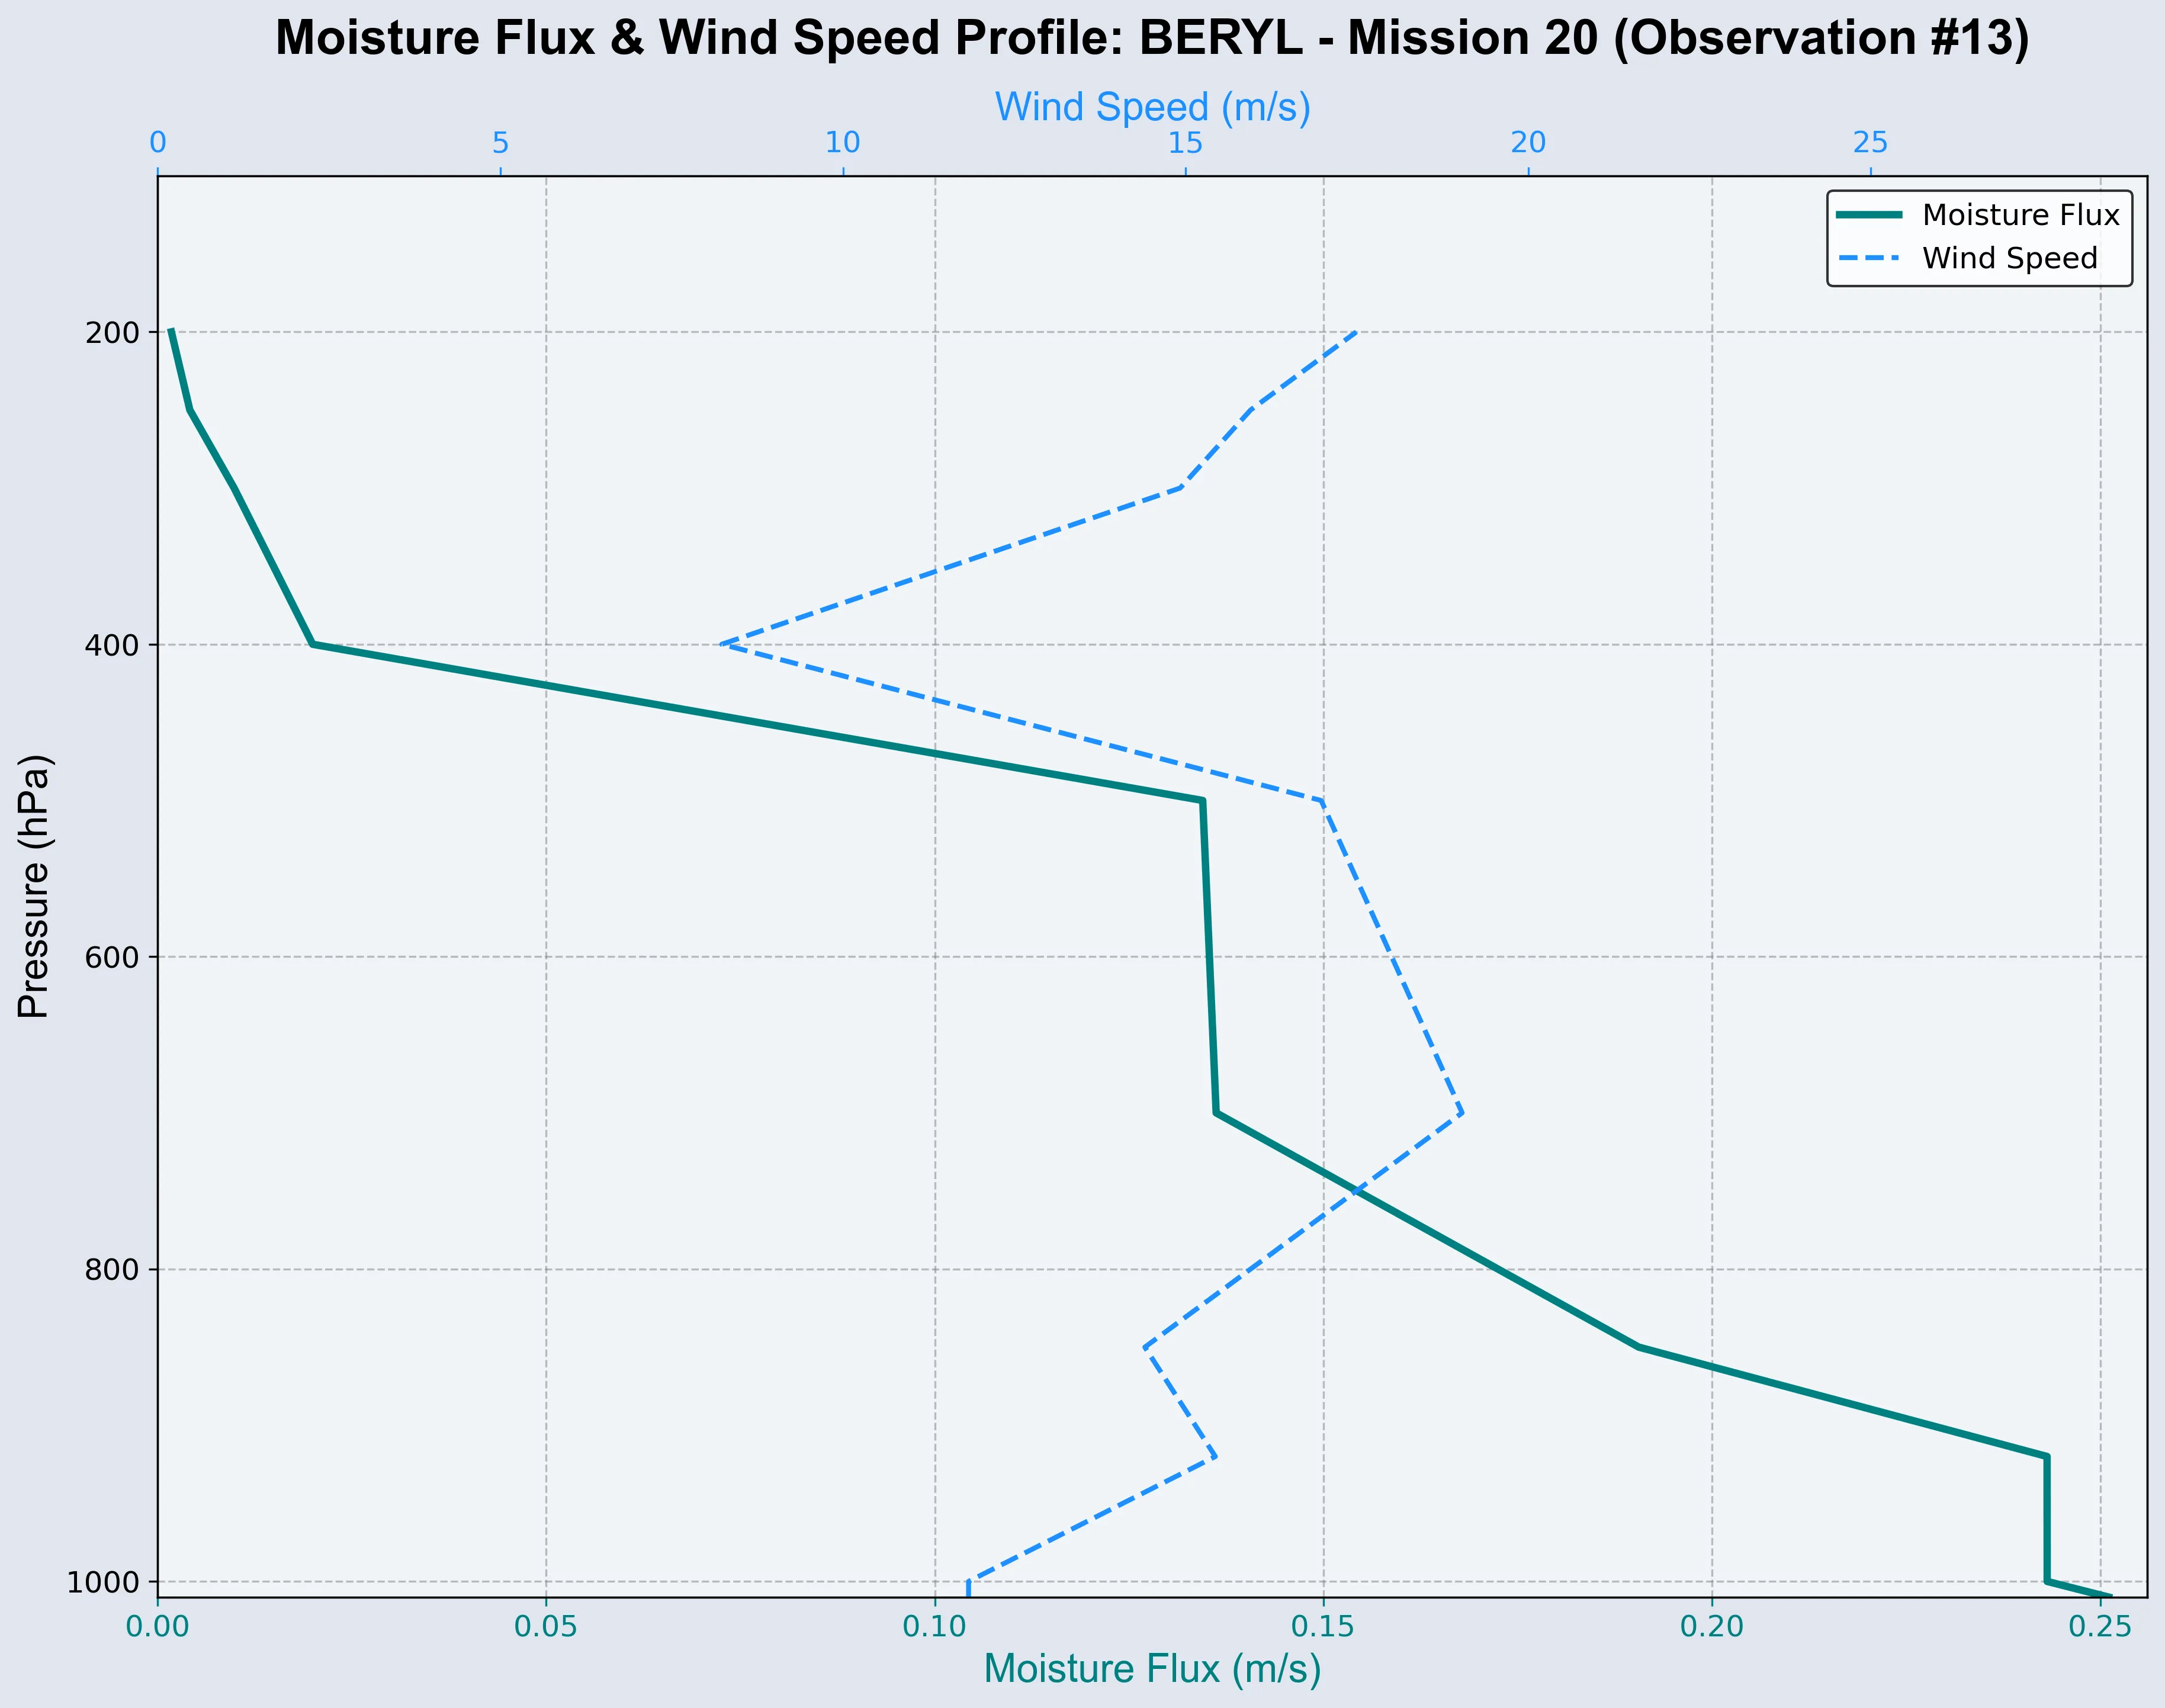 Moisture Flux & Wind Speed Profile: BERYL - Mission 20 (Observation #13)
Wind Speed (m/s)
0 5 10 15 20 25
Moisture Flux
Wind Speed
200
400
600
800
1000
Pressure (hPa)
0.00 0.05 0.10 0.15 0.20 0.25
Moisture Flux (m/s)